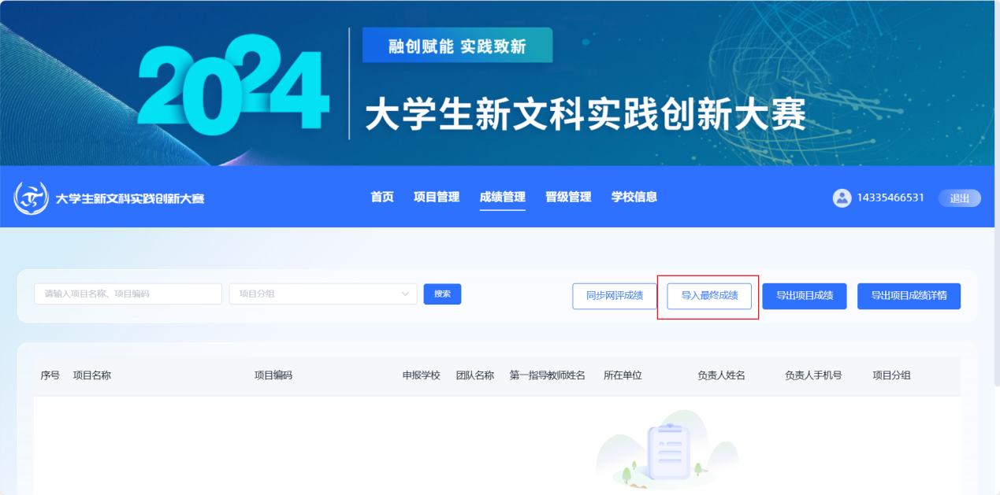 2024
融创赋能 实践致新
大学生新文科实践创新大赛
大学生新文科实践创新大赛 首页 项目管理 成绩管理 晋级管理 学校信息 14335466531 退出
请输入项目名称、项目编码 项目分组 搜索 同步网评成绩 导入最终成绩 导出项目成绩 导出项目成绩详情
序号 项目名称 项目编码 申报学校 团队名称 第一指导教师姓名 所在单位 负责人姓名 负责人手机号 项目分组